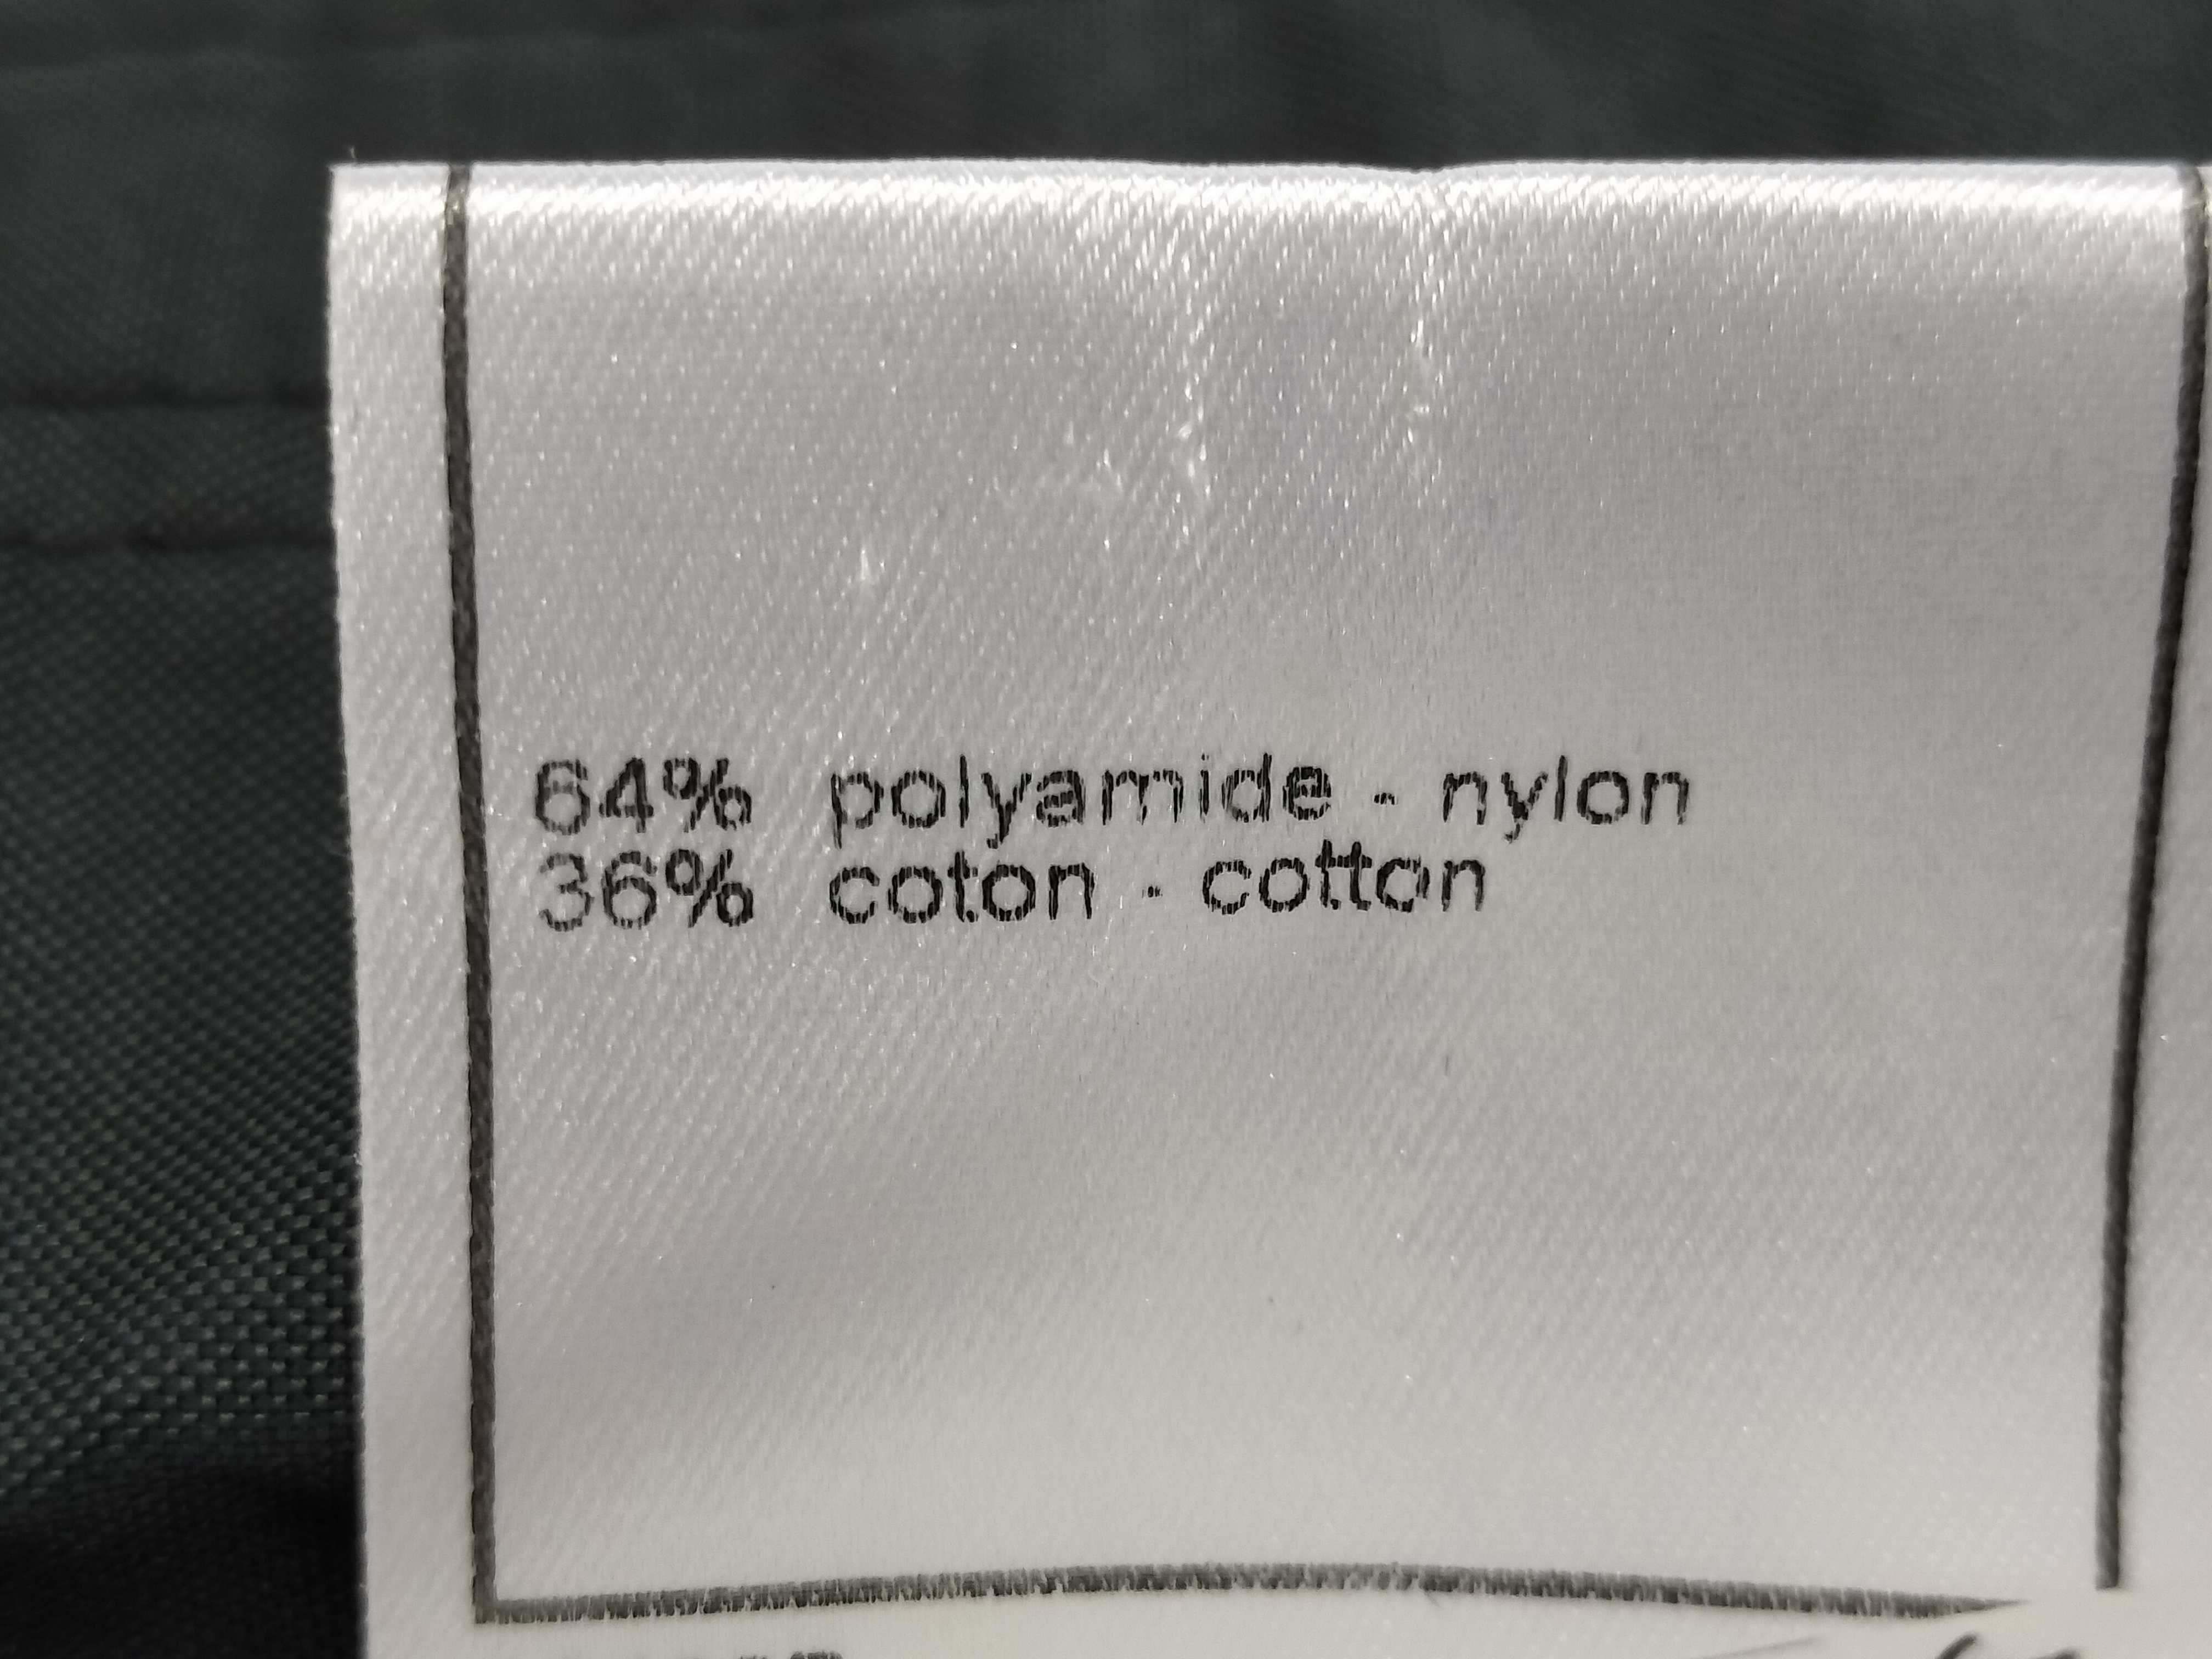 64% polyamide - nylon
36% coton - cotton